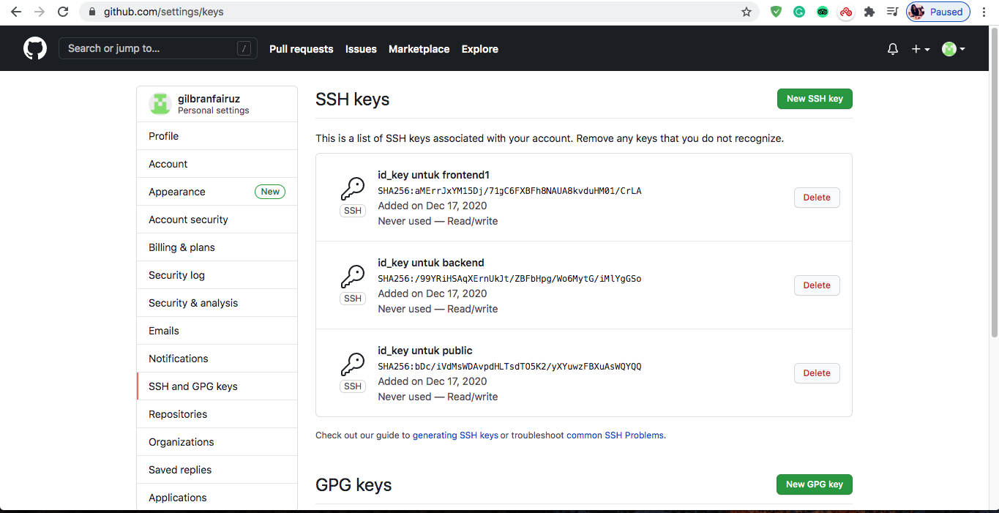 github.com/settings/keys
Paused
Search or jump to... /
Pull requests Issues Marketplace Explore
gilbranfairuz
Personal settings
Profile
Account
Appearance New
Account security
Billing & plans
Security log
Security & analysis
Emails
Notifications
SSH and GPG keys
Repositories
Organizations
Saved replies
Applications
SSH keys
New SSH key
This is a list of SSH keys associated with your account. Remove any keys that you do not recognize.
id_key untuk frontend1
SHA256:aMErrJxYM15Dj/71gC6FXBFh8NAUA8kvduHM01/CrLA
Added on Dec 17, 2020
Never used — Read/write
SSH
Delete
id_key untuk backend
SHA256:/99YRiHSAqXErnUkJt/ZBFbHpg/Wo6MytG/iMlYgGSo
Added on Dec 17, 2020
Never used — Read/write
SSH
Delete
id_key untuk public
SHA256:bDc/iVdMsWDAvpdHLTsdTO5K2/yXYuwzFBXuAsWQYQQ
Added on Dec 17, 2020
Never used — Read/write
SSH
Delete
Check out our guide to generating SSH keys or troubleshoot common SSH Problems.
GPG keys
New GPG key